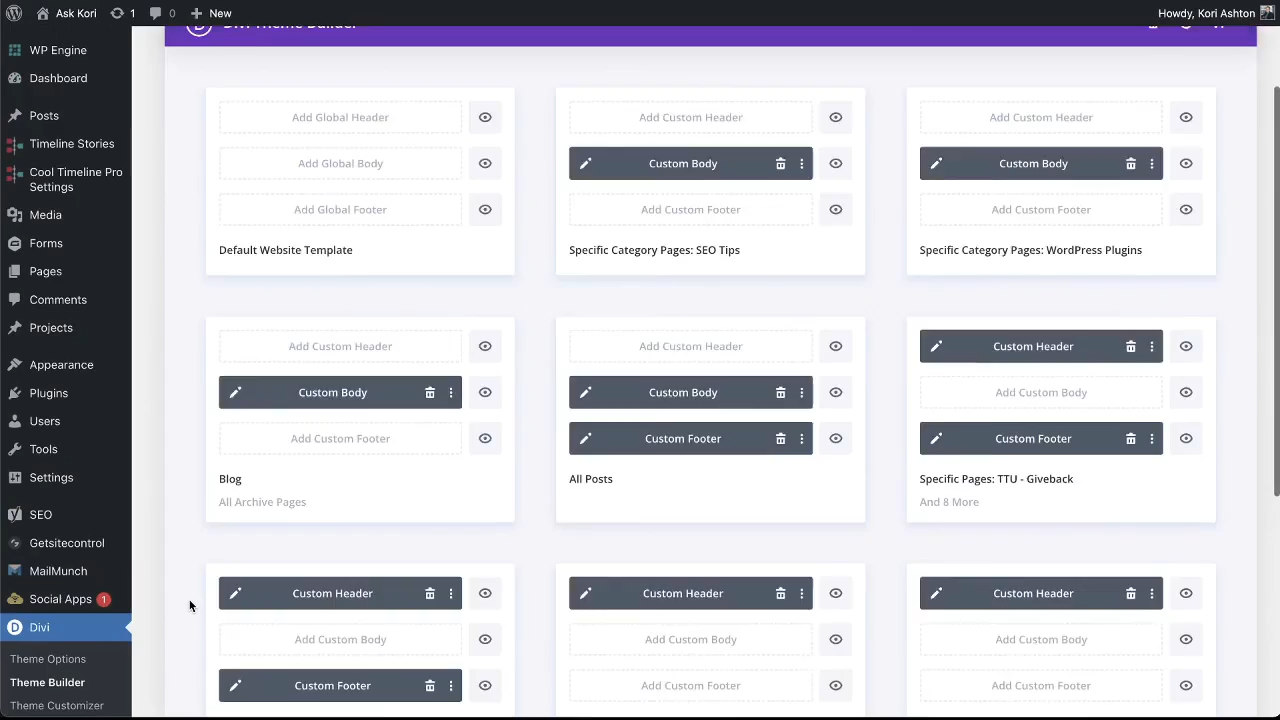 Ask Kori
1
0
New
Howdy, Kori Ashton
Divi Theme Builder
WP Engine
Dashboard
Posts
Timeline Stories
Cool Timeline Pro
Settings
Media
Forms
Pages
Comments
Projects
Appearance
Plugins
Users
Tools
Settings
SEO
Getsitecontrol
MailMunch
Social Apps 1
Divi
Theme Options
Theme Builder
Theme Customizer
Add Global Header
Add Global Body
Add Global Footer
Default Website Template
Add Custom Header
Custom Body
Add Custom Footer
Specific Category Pages: SEO Tips
Add Custom Header
Custom Body
Add Custom Footer
Specific Category Pages: WordPress Plugins
Add Custom Header
Custom Body
Add Custom Footer
Blog
All Archive Pages
Add Custom Header
Custom Body
Custom Footer
All Posts
Custom Header
Add Custom Body
Custom Footer
Specific Pages: TTU - Giveback
And 8 More
Custom Header
Add Custom Body
Custom Footer
Custom Header
Add Custom Body
Add Custom Footer
Custom Header
Add Custom Body
Add Custom Footer